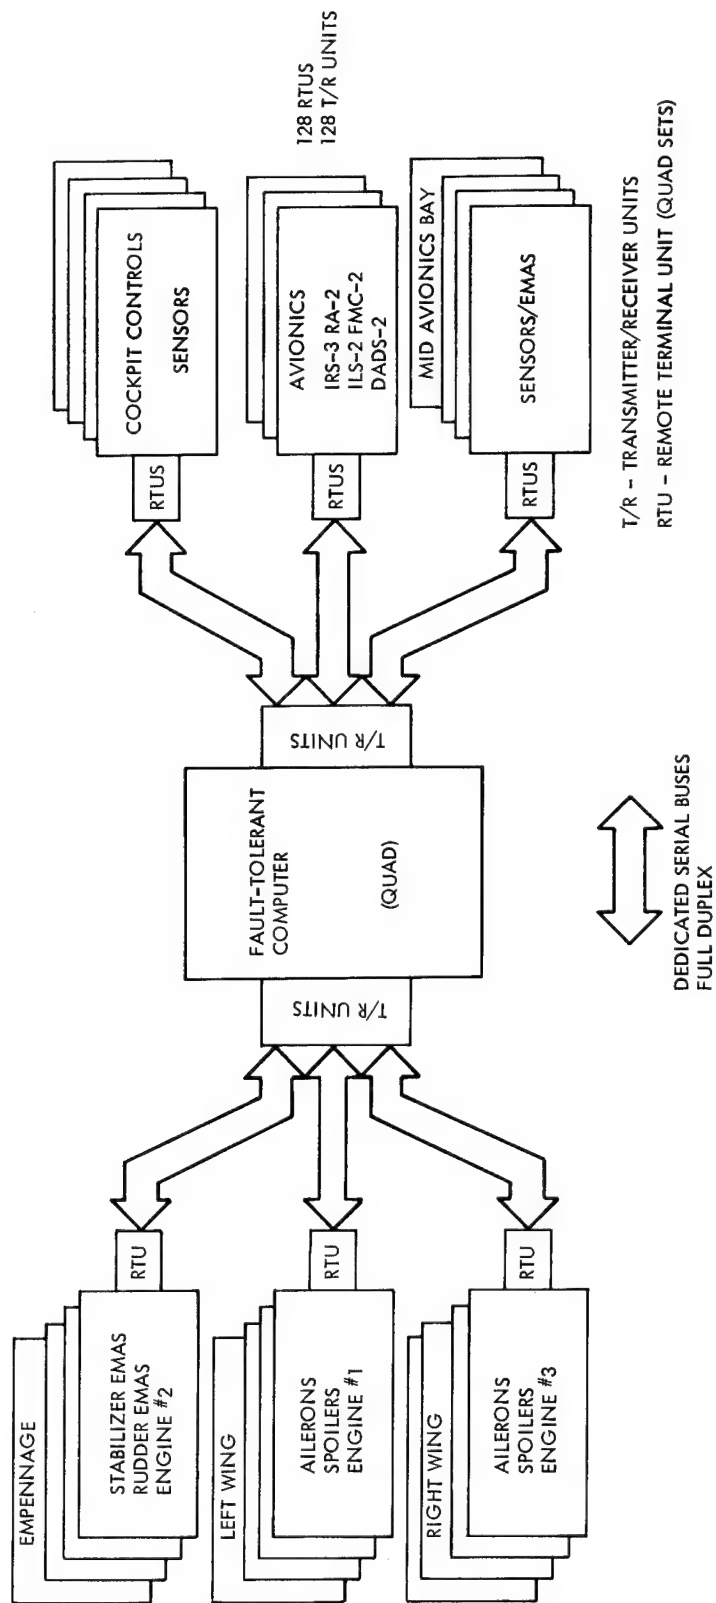 EMPENNAGE
STABILIZER EMAS
RUDDER EMAS
ENGINE #2
RTU
LEFT WING
AILERONS
SPOILERS
ENGINE #1
RTU
RIGHT WING
AILERONS
SPOILERS
ENGINE #3
RTU
T/R UNITS
FAULT-TOLERANT
COMPUTER
(QUAD)
T/R UNITS
DEDICATED SERIAL BUSES
FULL DUPLEX
RTUS
COCKPIT CONTROLS
SENSORS
RTUS
AVIONICS
IRS-3 RA-2
ILS-2 FMC-2
DADS-2
128 RTUS
128 T/R UNITS
RTUS
MID AVIONICS BAY
SENSORS/EMAS
T/R - TRANSMITTER/RECEIVER UNITS
RTU - REMOTE TERMINAL UNIT (QUAD SETS)